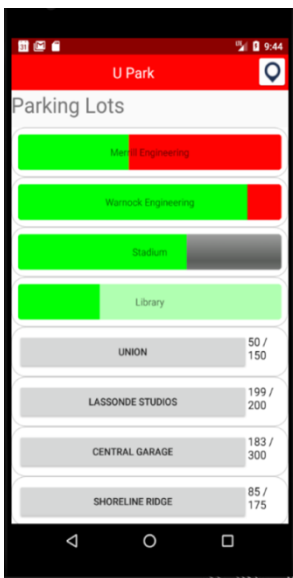 31 9:44
U Park
Parking Lots
Merrill Engineering
Warnock Engineering
Stadium
Library
UNION 50 /
150
LASSONDE STUDIOS 199 /
200
CENTRAL GARAGE 183 /
300
SHORELINE RIDGE 85 /
175